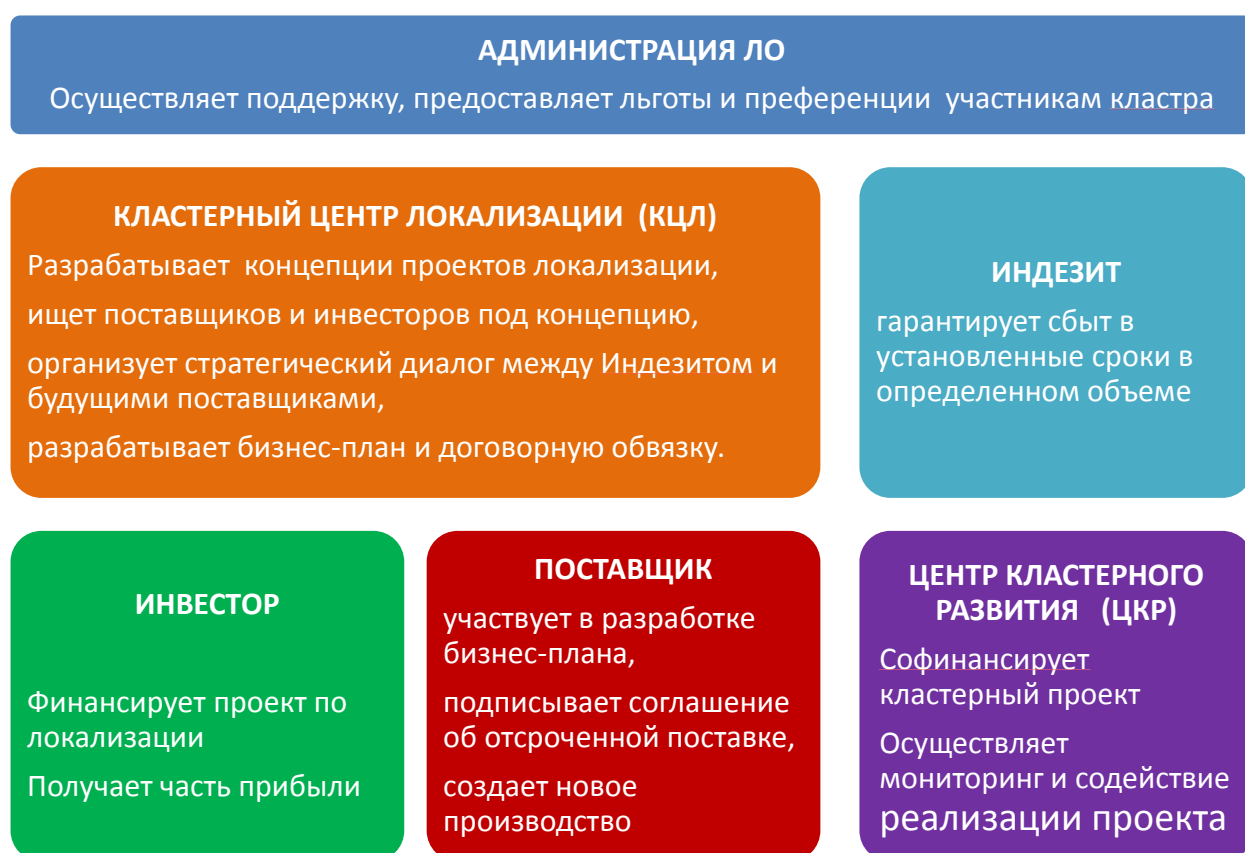 АДМИНИСТРАЦИЯ ЛО
Осуществляет поддержку, предоставляет льготы и преференции участникам кластра
КЛАСТЕРНЫЙ ЦЕНТР ЛОКАЛИЗАЦИИ (КЦЛ)
Разрабатывает концепции проектов локализации,
ищет поставщиков и инвесторов под концепцию,
организует стратегический диалог между Индезитом и
будущими поставщиками,
разрабатывает бизнес-план и договорную обвязку.
ИНДЕЗИТ
гарантирует сбыт в
установленные сроки в
определенном объеме
ИНВЕСТОР
Финансирует проект по
локализации
Получает часть прибыли
ПОСТАВЩИК
участвует в разработке
бизнес-плана,
подписывает соглашение
об отсроченной поставке,
создает новое
производство
ЦЕНТР КЛАСТЕРНОГО
РАЗВИТИЯ (ЦКР)
Софинансирует
кластерный проект
Осуществляет
мониторинг и содействие
реализации проекта